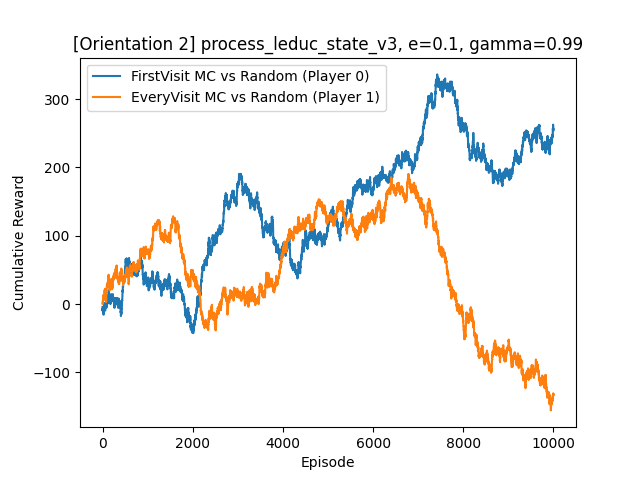 [Orientation 2] process_leduc_state_v3, e=0.1, gamma=0.99
FirstVisit MC vs Random (Player 0)
EveryVisit MC vs Random (Player 1)
300
200
100
0
−100
Cumulative Reward
0 2000 4000 6000 8000 10000
Episode